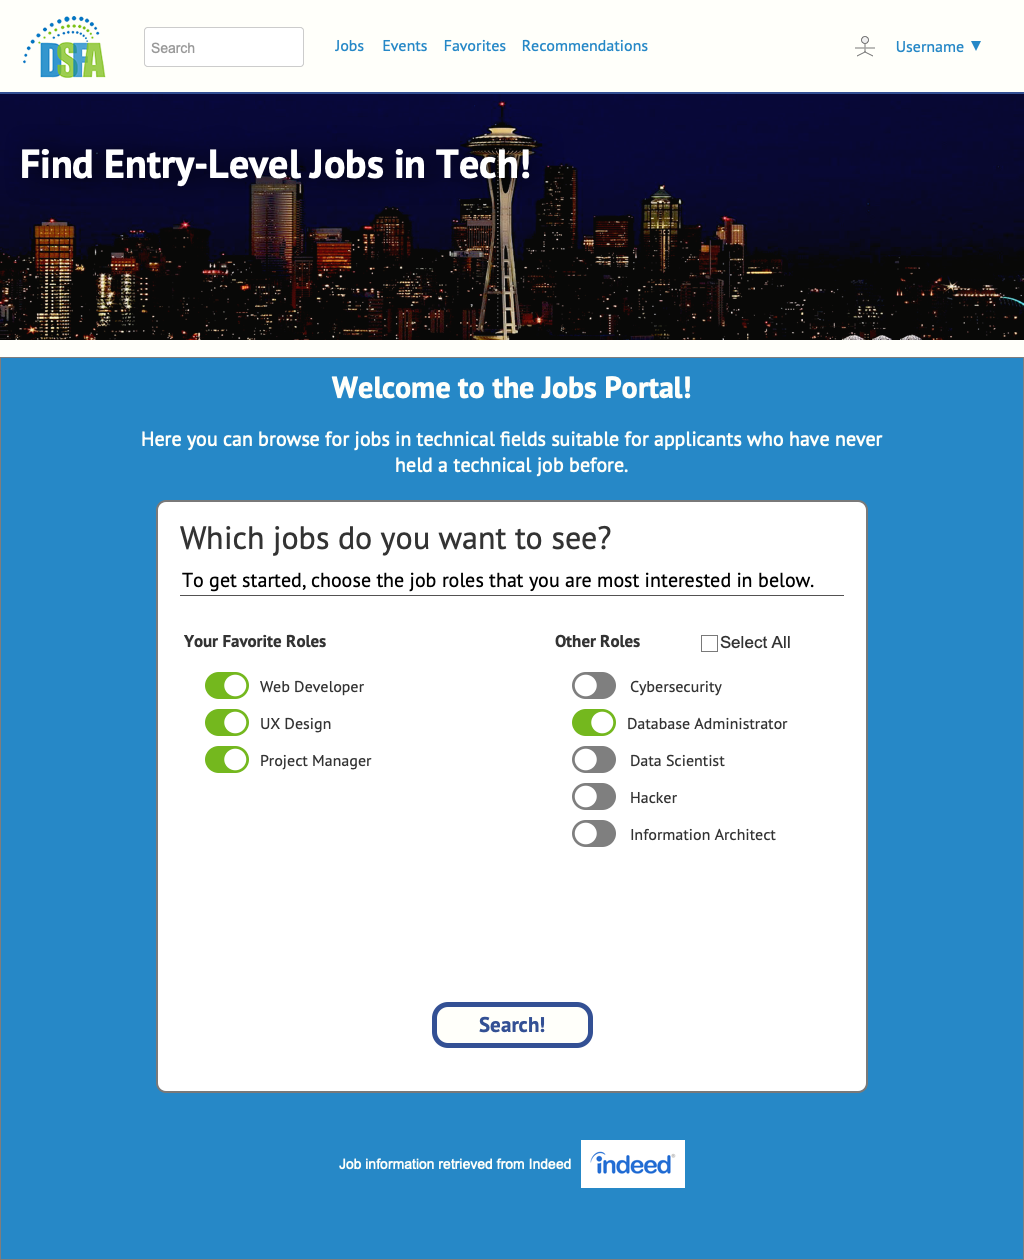 DSFA
Search
Jobs Events Favorites Recommendations
Username ▼
Find Entry-Level Jobs in Tech!
Welcome to the Jobs Portal!
Here you can browse for jobs in technical fields suitable for applicants who have never
held a technical job before.
Which jobs do you want to see?
To get started, choose the job roles that you are most interested in below.
Your Favorite Roles
Web Developer
UX Design
Project Manager
Other Roles
Select All
Cybersecurity
Database Administrator
Data Scientist
Hacker
Information Architect
Search!
Job information retrieved from Indeed
indeed®